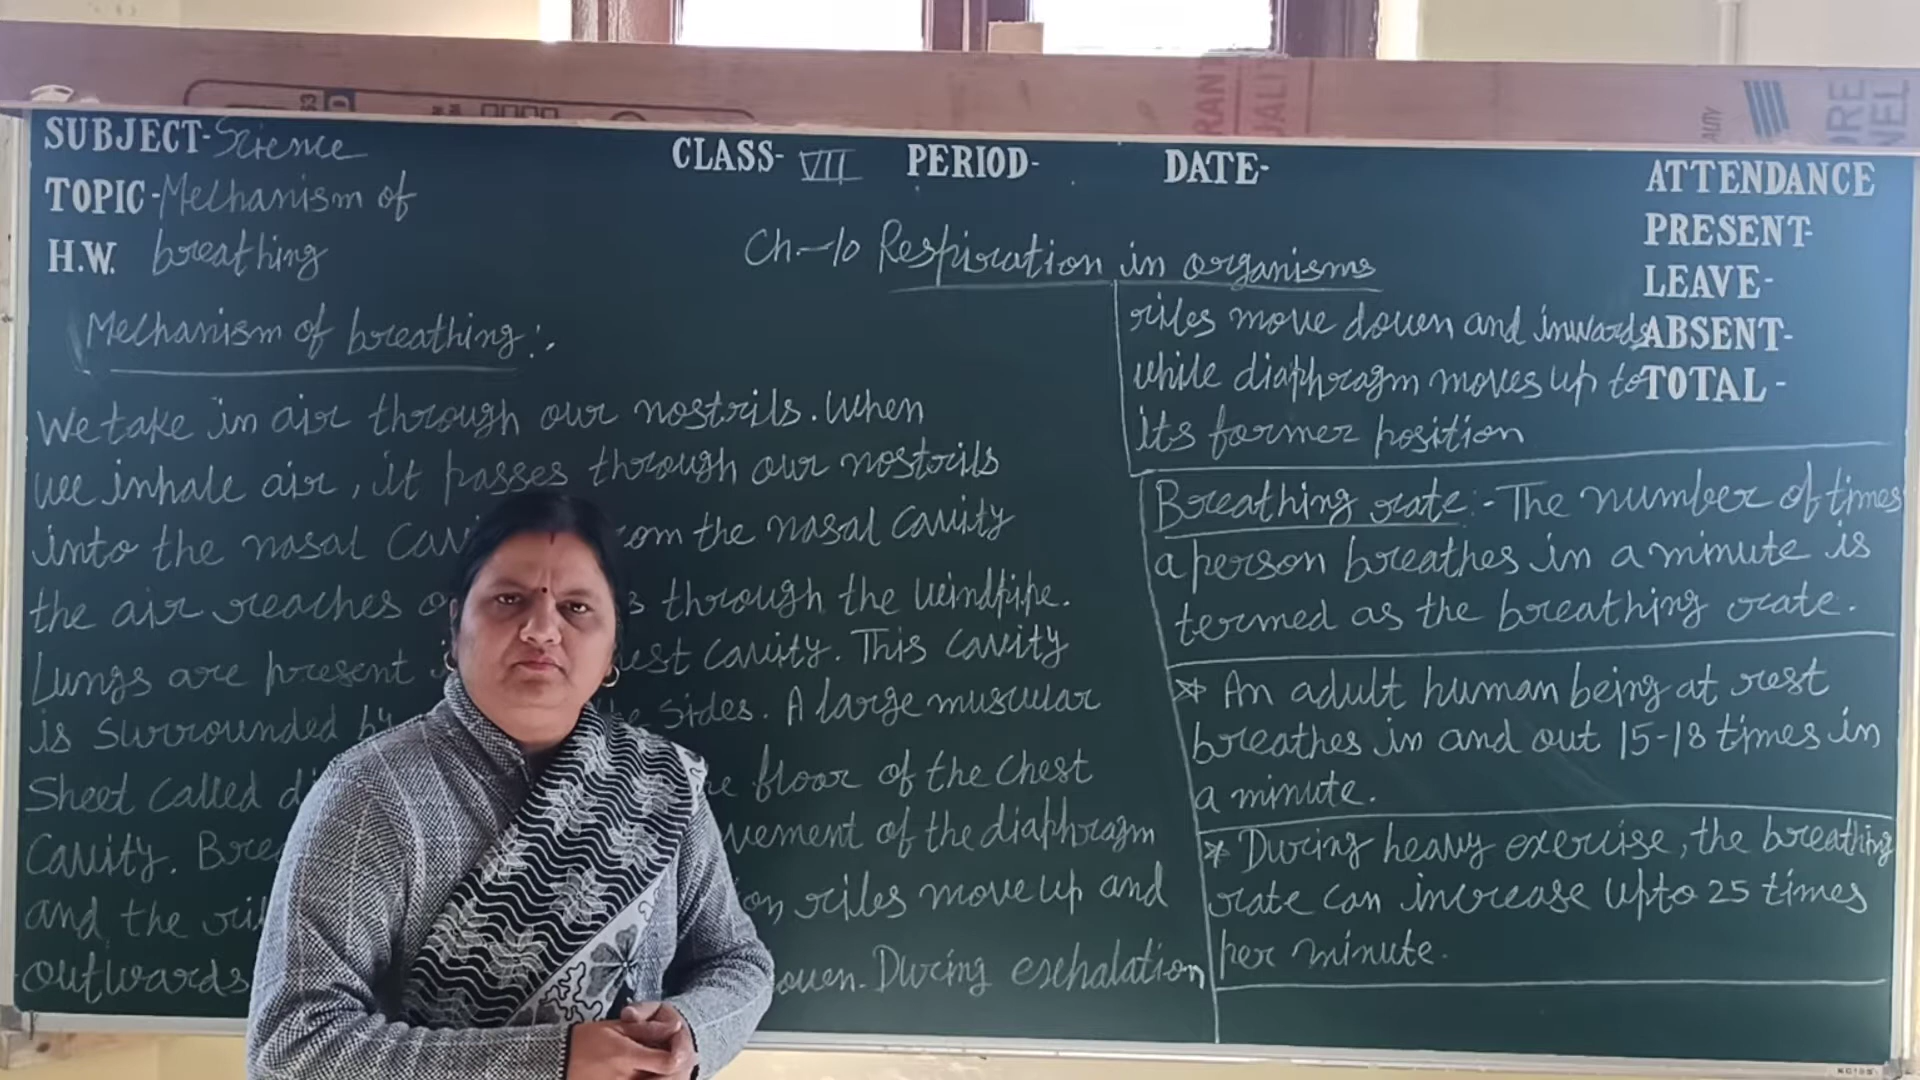 SUBJECT-Science
TOPIC-Mechanism of
H.W. breathing
CLASS- VII PERIOD- DATE-
ATTENDANCE
PRESENT-
LEAVE-
ABSENT-
TOTAL-
Ch.-10 Respiration in organisms
Mechanism of breathing:-
We take in air through our nostrils. When
we inhale air, it passes through our nostrils
into the nasal cavi om the nasal cavity
the air reaches o s through the windpipe.
Lungs are present est cavity. This cavity
is surrounded by e sides. A large muscular
Sheet called di e floor of the chest
Cavity. Brea vement of the diaphragm
and the rib on ribs move up and
outwards own. During exhalation
ribs move down and inwards
while diaphragm moves up to
its former position
Breathing rate:- The number of times
a person breathes in a minute is
termed as the breathing rate.
* An adult human being at rest
breathes in and out 15-18 times in
a minute.
* During heavy exercise, the breathing
rate can increase upto 25 times
per minute.